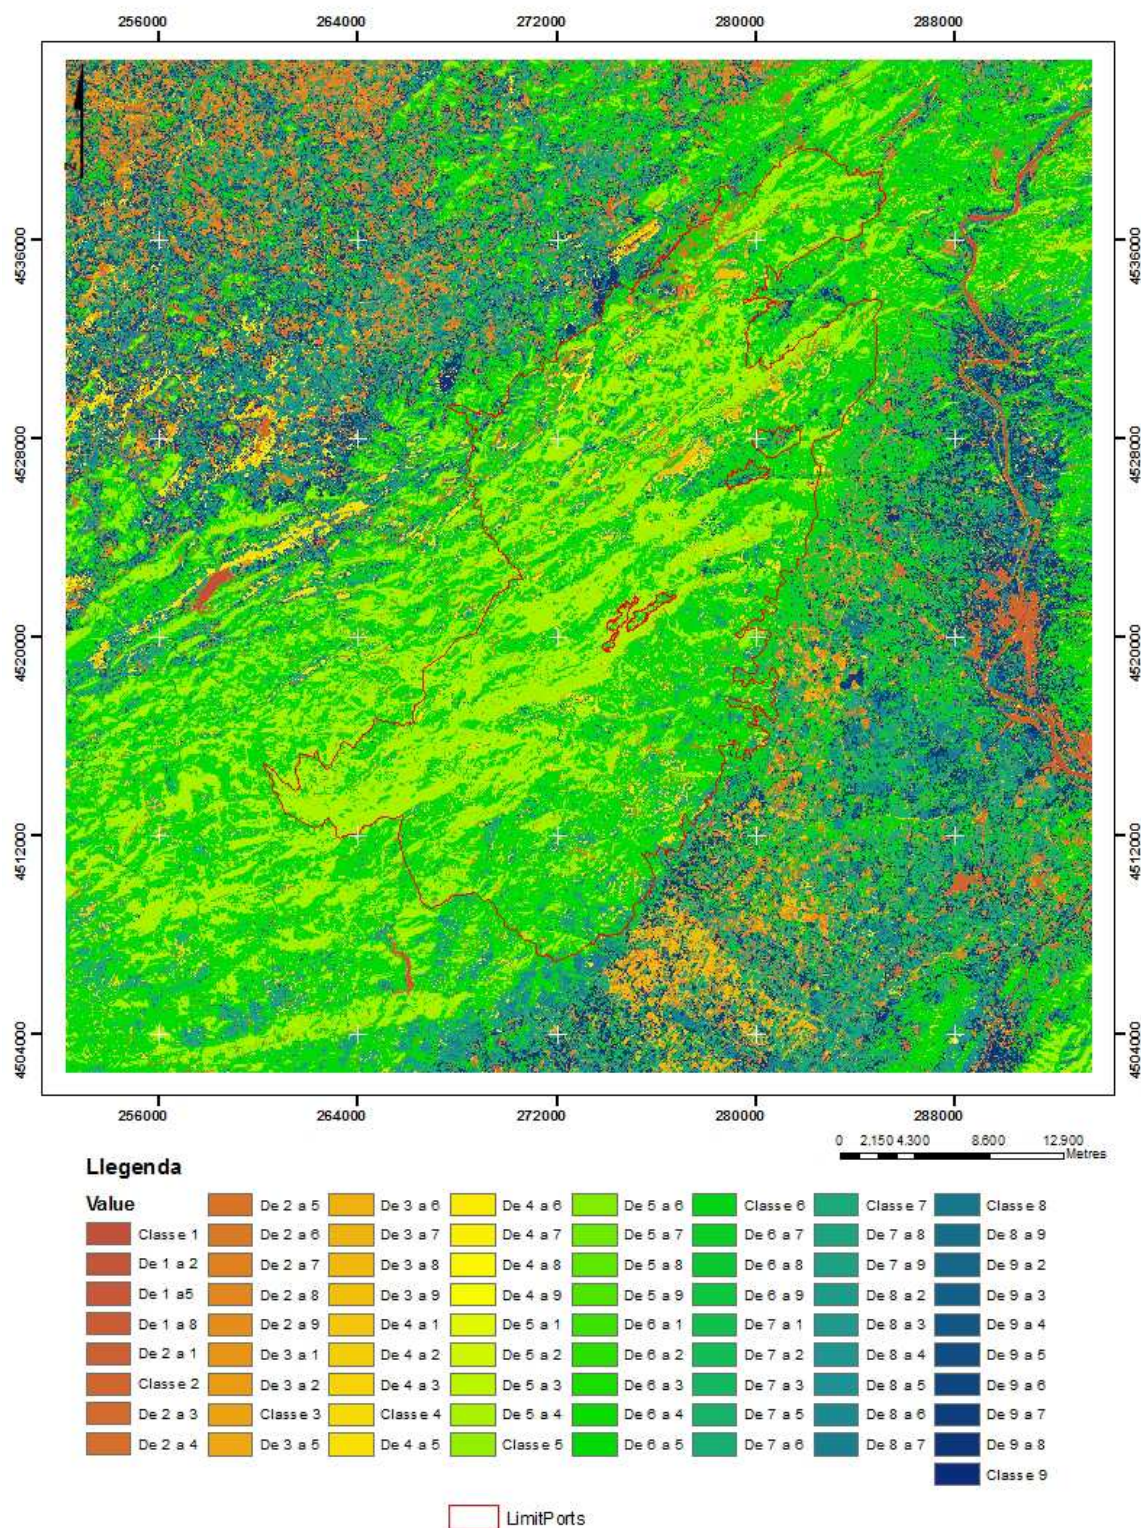 256000 264000 272000 280000 288000
4536000 4536000
4528000 4528000
4520000 4520000
4512000 4512000
4504000 4504000
256000 264000 272000 280000 288000
0 2.150 4.300 8.600 12.900
Metres
Llegenda
Value
Classe 1
De 1 a 2
De 1 a5
De 1 a 8
De 2 a 1
Classe 2
De 2 a 3
De 2 a 4
De 2 a 5
De 2 a 6
De 2 a 7
De 2 a 8
De 2 a 9
De 3 a 1
De 3 a 2
Classe 3
De 3 a 5
De 3 a 6
De 3 a 7
De 3 a 8
De 3 a 9
De 4 a 1
De 4 a 2
De 4 a 3
Classe 4
De 4 a 5
De 4 a 6
De 4 a 7
De 4 a 8
De 4 a 9
De 5 a 1
De 5 a 2
De 5 a 3
De 5 a 4
Classe 5
De 5 a 6
De 5 a 7
De 5 a 8
De 5 a 9
De 6 a 1
De 6 a 2
De 6 a 3
De 6 a 4
De 6 a 5
Classe 6
De 6 a 7
De 6 a 8
De 6 a 9
De 7 a 1
De 7 a 2
De 7 a 3
De 7 a 5
De 7 a 6
Classe 7
De 7 a 8
De 7 a 9
De 8 a 2
De 8 a 3
De 8 a 4
De 8 a 5
De 8 a 6
De 8 a 7
Classe 8
De 8 a 9
De 9 a 2
De 9 a 3
De 9 a 4
De 9 a 5
De 9 a 6
De 9 a 7
De 9 a 8
Classe 9
LimitPorts